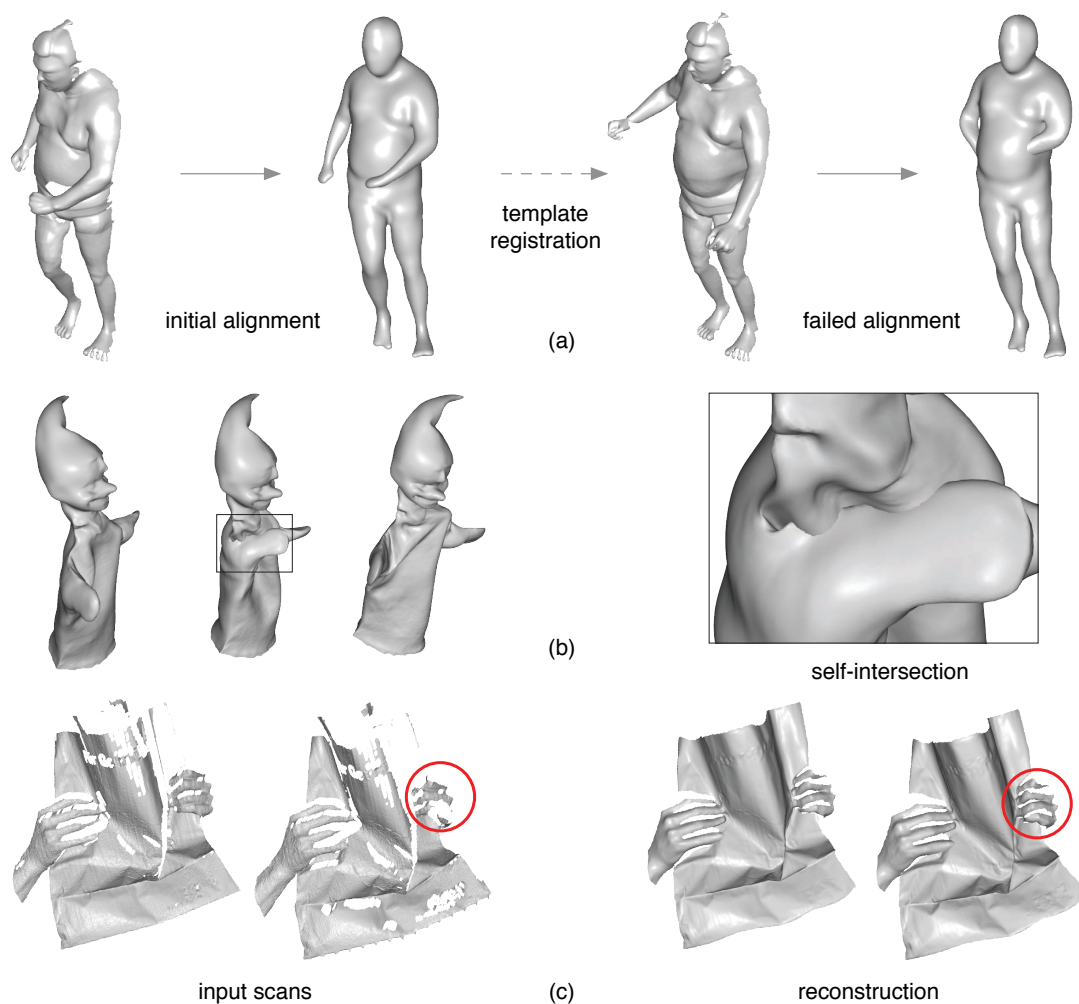 template
registration
initial alignment
failed alignment
(a)
(b)
self-intersection
input scans
(c)
reconstruction